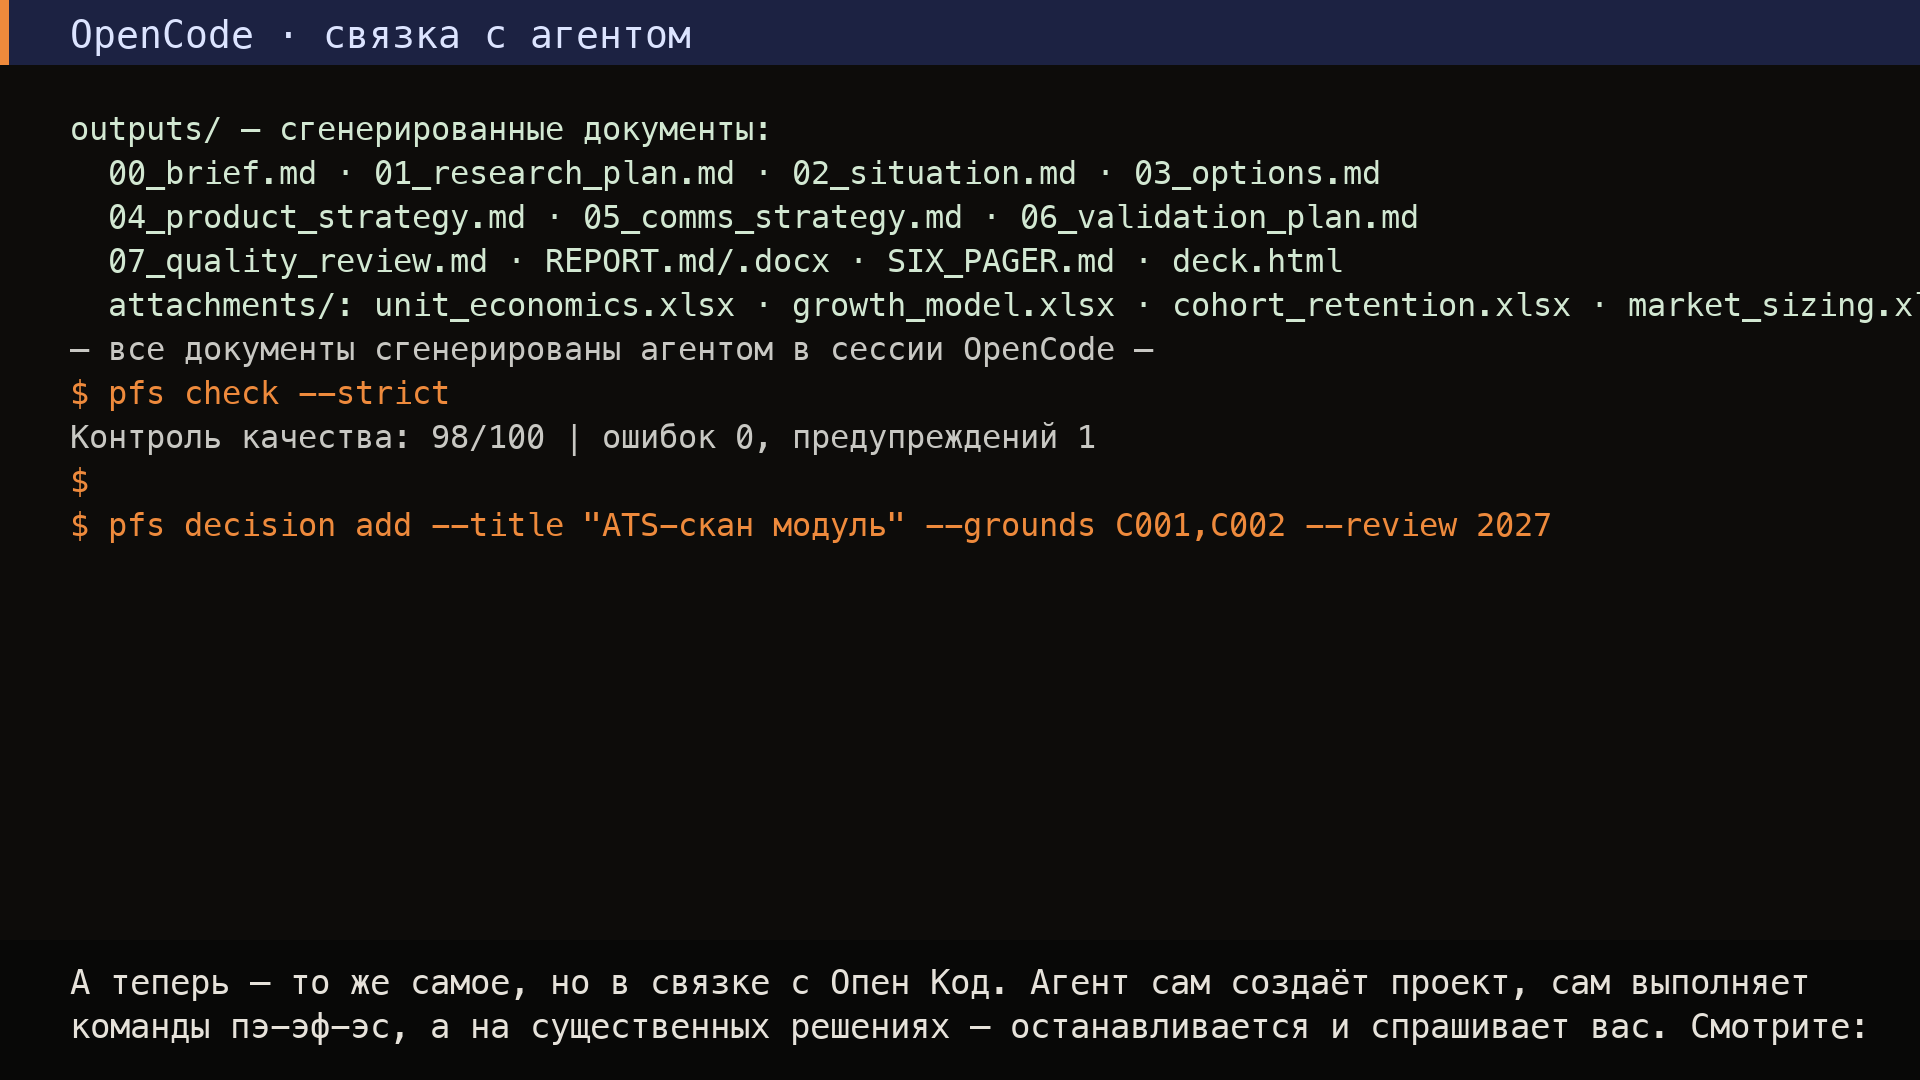 OpenCode · связка с агентом
outputs/ — сгенерированные документы:
00_brief.md · 01_research_plan.md · 02_situation.md · 03_options.md
04_product_strategy.md · 05_comms_strategy.md · 06_validation_plan.md
07_quality_review.md · REPORT.md/.docx · SIX_PAGER.md · deck.html
attachments/: unit_economics.xlsx · growth_model.xlsx · cohort_retention.xlsx · market_sizing.xl
— все документы сгенерированы агентом в сессии OpenCode —
$ pfs check --strict
Контроль качества: 98/100 | ошибок 0, предупреждений 1
$
$ pfs decision add --title "ATS-скан модуль" --grounds C001,C002 --review 2027
А теперь — то же самое, но в связке с Опен Код. Агент сам создаёт проект, сам выполняет
команды пэ-эф-эс, а на существенных решениях — останавливается и спрашивает вас. Смотрите: